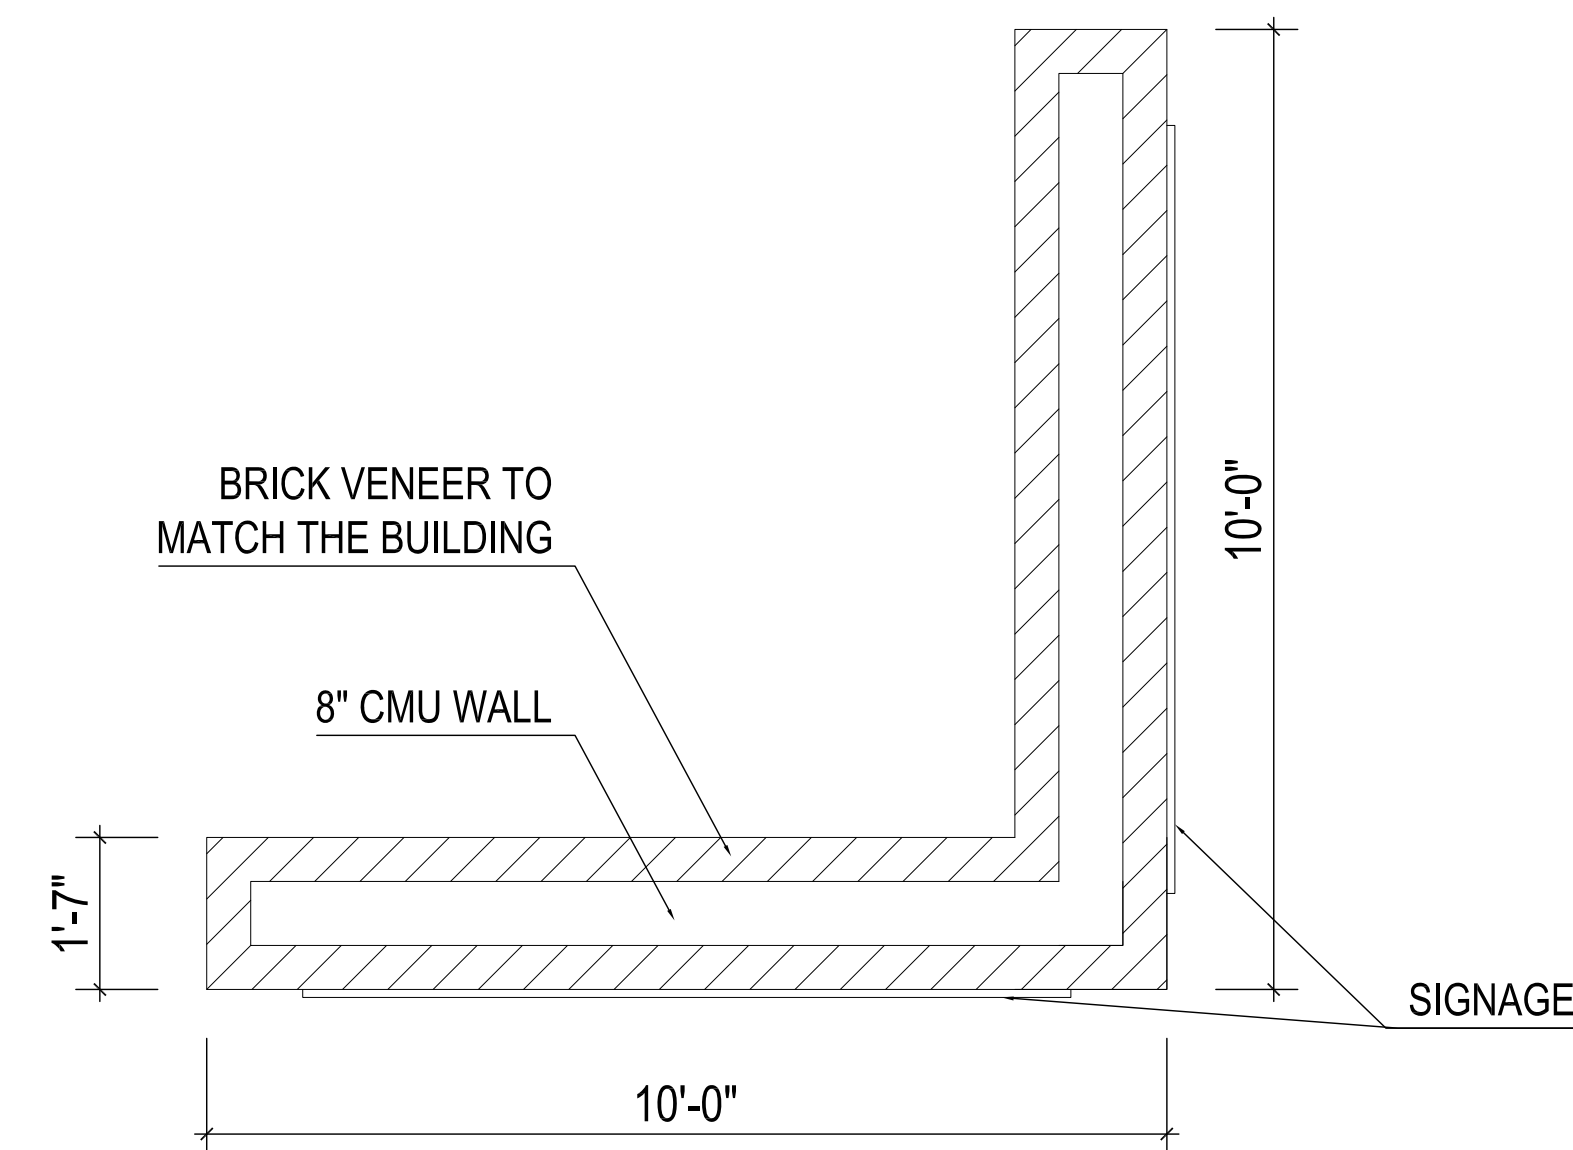 10'-0"
BRICK VENEER TO
MATCH THE BUILDING
8" CMU WALL
1'-7"
SIGNAGE
10'-0"